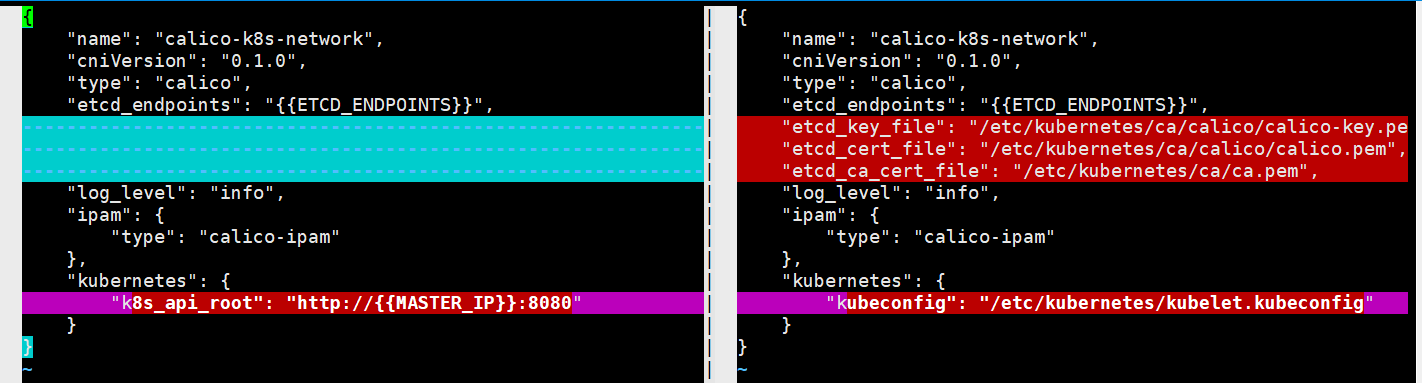 {
    "name": "calico-k8s-network",
    "cniVersion": "0.1.0",
    "type": "calico",
    "etcd_endpoints": "{{ETCD_ENDPOINTS}}",
    "log_level": "info",
    "ipam": {
        "type": "calico-ipam"
    },
    "kubernetes": {
        "k8s_api_root": "http://{{MASTER_IP}}:8080"
    }
}
~
{
    "name": "calico-k8s-network",
    "cniVersion": "0.1.0",
    "type": "calico",
    "etcd_endpoints": "{{ETCD_ENDPOINTS}}",
    "etcd_key_file": "/etc/kubernetes/ca/calico/calico-key.pe
    "etcd_cert_file": "/etc/kubernetes/ca/calico/calico.pem",
    "etcd_ca_cert_file": "/etc/kubernetes/ca/ca.pem",
    "log_level": "info",
    "ipam": {
        "type": "calico-ipam"
    },
    "kubernetes": {
        "kubeconfig": "/etc/kubernetes/kubelet.kubeconfig"
    }
}
~